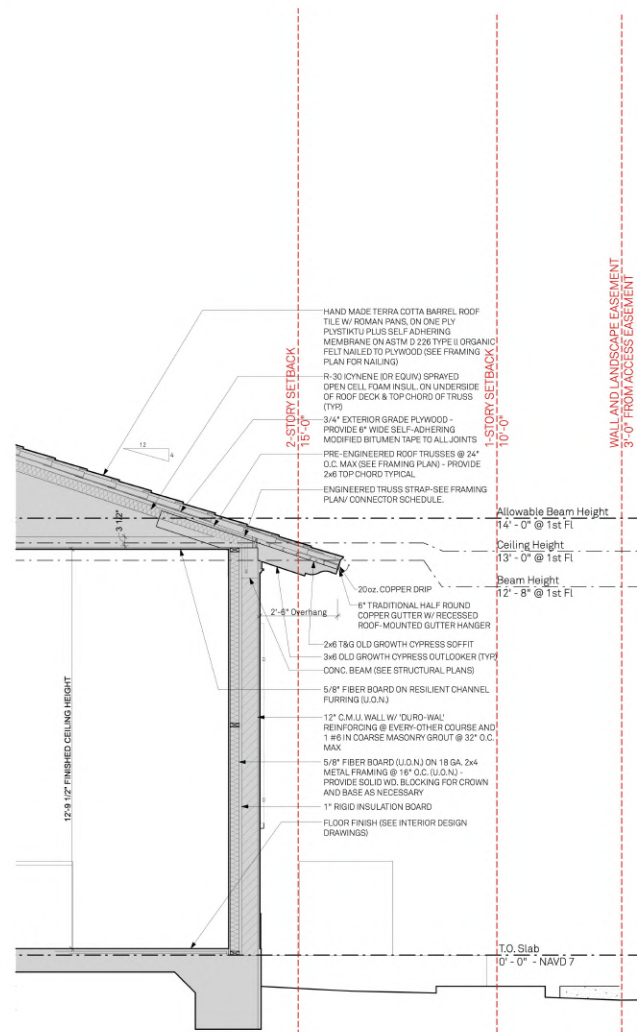 HAND MADE TERRA COTTA BARREL ROOF
TILE W/ ROMAN PANS, ON ONE PLY
PLYSTIKTU PLUS SELF ADHERING
MEMBRANE ON ASTM D 226 TYPE II ORGANIC
FELT NAILED TO PLYWOOD (SEE FRAMING
PLAN FOR NAILING)
R-30 ICYNENE (OR EQUIV.) SPRAYED
OPEN CELL FOAM INSUL. ON UNDERSIDE
OF ROOF DECK & TOP CHORD OF TRUSS
(TYP.)
3/4" EXTERIOR GRADE PLYWOOD -
PROVIDE 6" WIDE SELF-ADHERING
MODIFIED BITUMEN TAPE TO ALL JOINTS
PRE-ENGINEERED ROOF TRUSSES @ 24"
O.C. MAX (SEE FRAMING PLAN) - PROVIDE
2x6 TOP CHORD TYPICAL
ENGINEERED TRUSS STRAP-SEE FRAMING
PLAN/ CONNECTOR SCHEDULE.
2-STORY SETBACK
15'-0"
1-STORY SETBACK
10'-0"
WALL AND LANDSCAPE EASEMENT
3'-0" FROM ACCESS EASEMENT
12
4
3 1/2"
Allowable Beam Height
14' - 0" @ 1st Fl
Ceiling Height
13' - 0" @ 1st Fl
Beam Height
12' - 8" @ 1st Fl
20oz. COPPER DRIP
6" TRADITIONAL HALF ROUND
COPPER GUTTER W/ RECESSED
ROOF-MOUNTED GUTTER HANGER
2'-6" Overhang
2x6 T&G OLD GROWTH CYPRESS SOFFIT
3x6 OLD GROWTH CYPRESS OUTLOOKER (TYP.)
CONC. BEAM (SEE STRUCTURAL PLANS)
5/8" FIBER BOARD ON RESILIENT CHANNEL
FURRING (U.O.N.)
12" C.M.U. WALL W/ 'DURO-WAL'
REINFORCING @ EVERY-OTHER COURSE AND
1 #6 IN COARSE MASONRY GROUT @ 32" O.C.
MAX
5/8" FIBER BOARD (U.O.N.) ON 18 GA. 2x4
METAL FRAMING @ 16" O.C. (U.O.N.) -
PROVIDE SOLID WD. BLOCKING FOR CROWN
AND BASE AS NECESSARY
1" RIGID INSULATION BOARD
FLOOR FINISH (SEE INTERIOR DESIGN
DRAWINGS)
12'-9 1/2" FINISHED CEILING HEIGHT
T.O. Slab
0' - 0" - NAVD 7